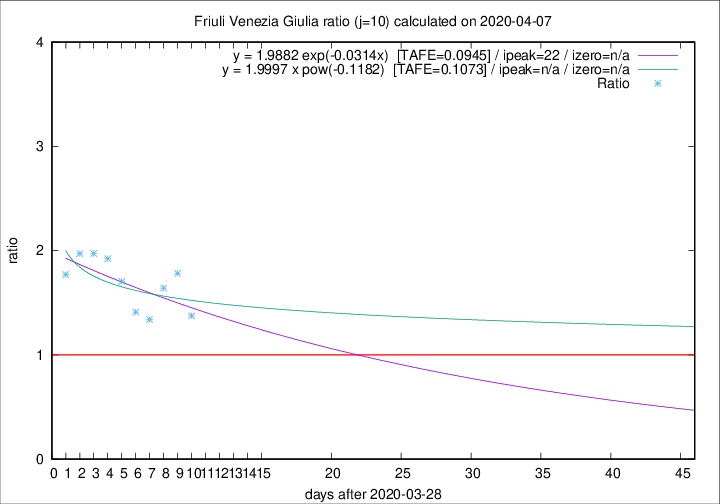 Friuli Venezia Giulia ratio (j=10) calculated on 2020-04-07
y = 1.9882 exp(-0.0314x)  [TAFE=0.0945] / ipeak=22 / izero=n/a
y = 1.9997 x pow(-0.1182)  [TAFE=0.1073] / ipeak=n/a / izero=n/a
Ratio
4
3
2
1
0
ratio
0 1 2 3 4 5 6 7 8 9 10 11 12 13 14 15 20 25 30 35 40 45
days after 2020-03-28